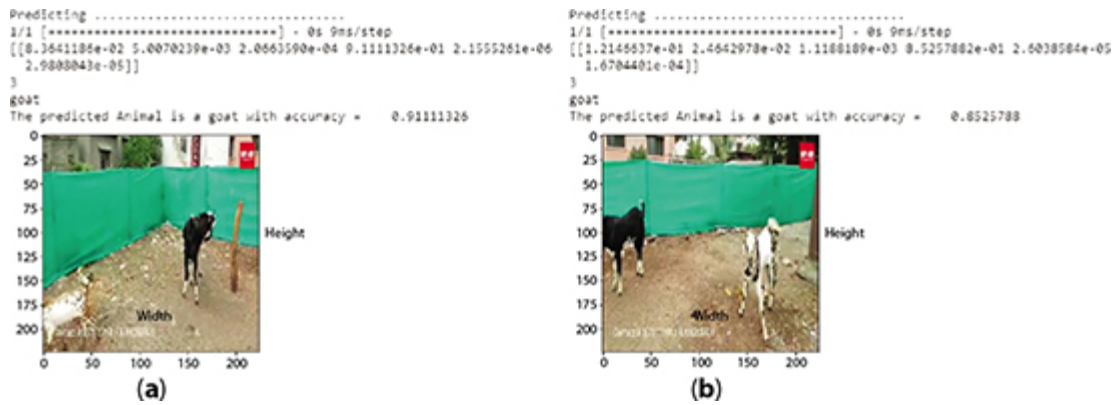 Predicting ...................................
1/1 [==============================] - 0s 9ms/step
[[8.3641186e-02 5.0070239e-03 2.0663590e-04 9.1111326e-01 2.1555261e-06
2.9808043e-05]]
3
goat
The predicted Animal is a goat with accuracy = 0.91111326
0
25
50
75
100
125
150
175
200
Height
Width
0 50 100 150 200
(a)
Predicting ...................................
1/1 [==============================] - 0s 9ms/step
[[1.2146637e-01 2.4642978e-02 1.1188189e-03 8.5257882e-01 2.6038584e-05
1.6704401e-04]]
3
goat
The predicted Animal is a goat with accuracy = 0.8525788
0
25
50
75
100
125
150
175
200
Height
4Width
0 50 100 150 200
(b)